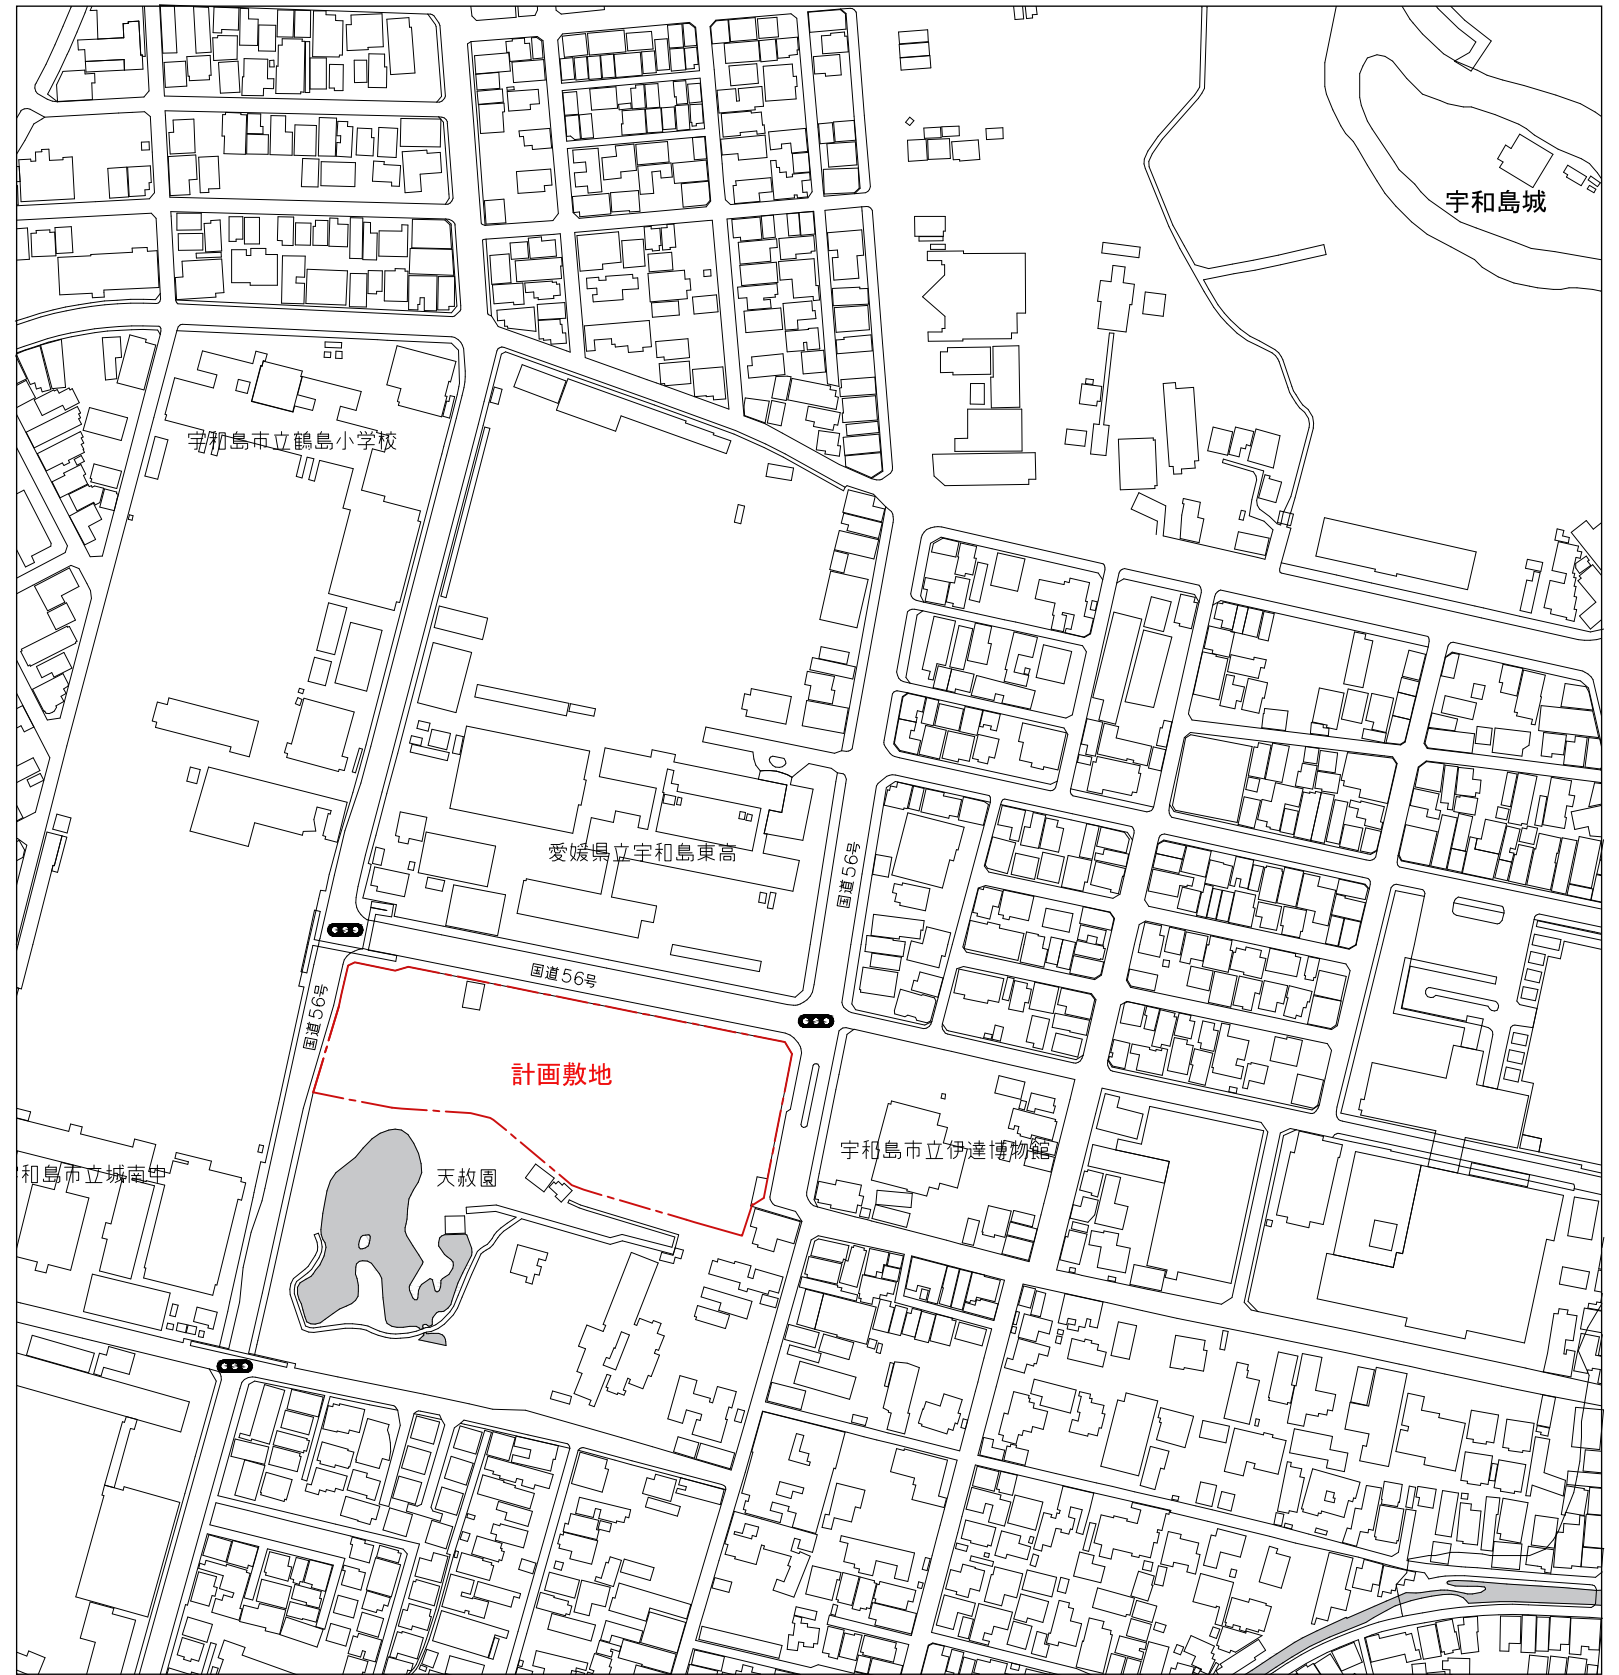 宇和島城
宇和島市立鶴島小学校
愛媛県立宇和島東高
国道56号
国道56号
国道56号
計画敷地
宇和島市立伊達博物館
天赦園
和島市立城南中